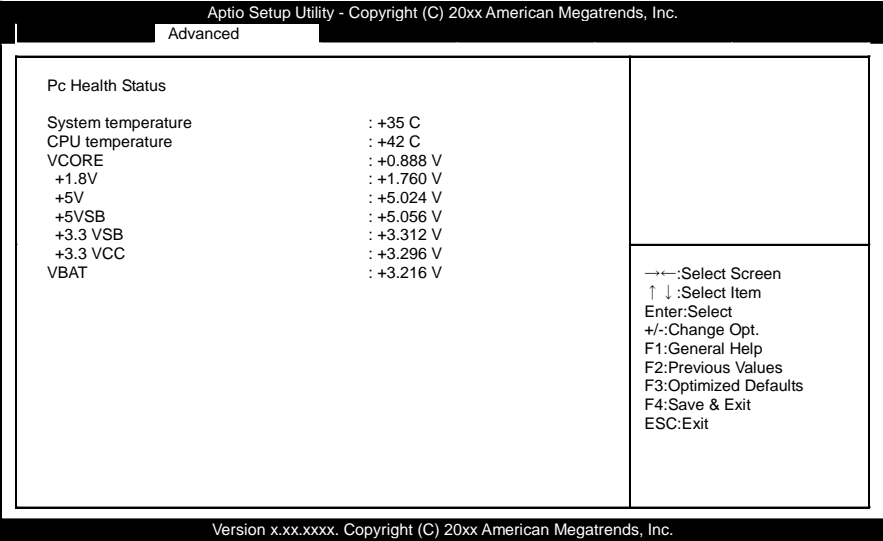 Aptio Setup Utility - Copyright (C) 20xx American Megatrends, Inc.
Advanced
Pc Health Status
System temperature : +35 C
CPU temperature : +42 C
VCORE : +0.888 V
+1.8V : +1.760 V
+5V : +5.024 V
+5VSB : +5.056 V
+3.3 VSB : +3.312 V
+3.3 VCC : +3.296 V
VBAT : +3.216 V
→←:Select Screen
↑↓:Select Item
Enter:Select
+/-:Change Opt.
F1:General Help
F2:Previous Values
F3:Optimized Defaults
F4:Save & Exit
ESC:Exit
Version x.xx.xxxx. Copyright (C) 20xx American Megatrends, Inc.